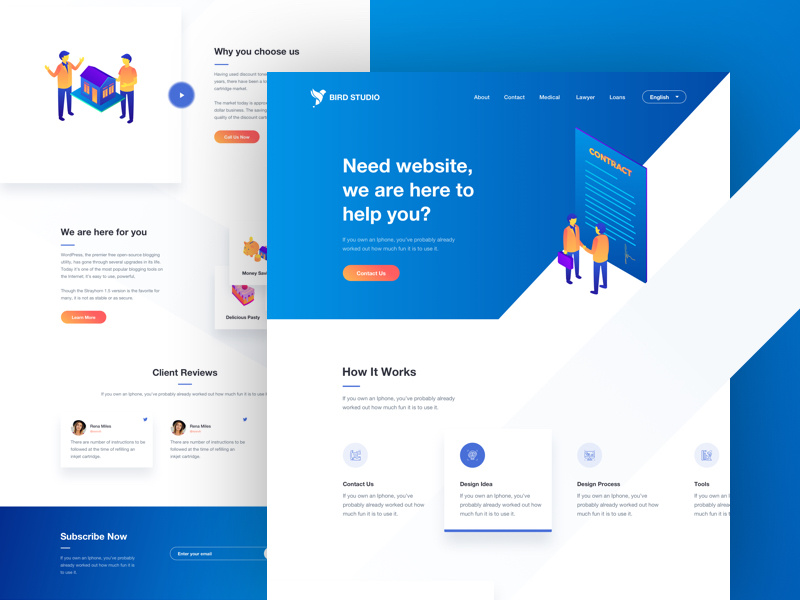 Why you choose us
Having used discount toner
years, there have been a lo
cartridge market.
The market today is approx
dollar business. The saving
quality of the discount cart
Call Us Now
We are here for you
WordPress, the premier free open-source blogging
utility, has gone through several upgrades in its life.
Today it's one of the most popular blogging tools on
the Internet. It's easy to use, powerful.
Though the Strayhorn 1.5 version is the favorite for
many, it is not as stable or as secure.
Learn More
Money Savi
Delicious Pasty
Client Reviews
If you own an Iphone, you've probably already worked out how much fun it is to use it
Rena Miles
There are number of instructions to be
followed at the time of refilling an
inkjet cartridge.
Rena Miles
There are number of instructions to be
followed at the time of refilling an
inkjet cartridge.
Subscribe Now
If you own an Iphone, you've probably
already worked out how much fun it is
to use it.
Enter your email
BIRD STUDIO
About
Contact
Medical
Lawyer
Loans
English
Need website,
we are here to
help you?
If you own an Iphone, you've probably already
worked out how much fun it is to use it.
Contact Us
CONTRACT
How It Works
If you own an Iphone, you've probably already
worked out how much fun it is to use it.
Contact Us
If you own an Iphone, you've
probably already worked out how
much fun it is to use it.
Design Idea
If you own an Iphone, you've
probably already worked out how
much fun it is to use it.
Design Process
If you own an Iphone, you've
probably already worked out how
much fun it is to use it.
Tools
If you own an
probably alre
much fun it is